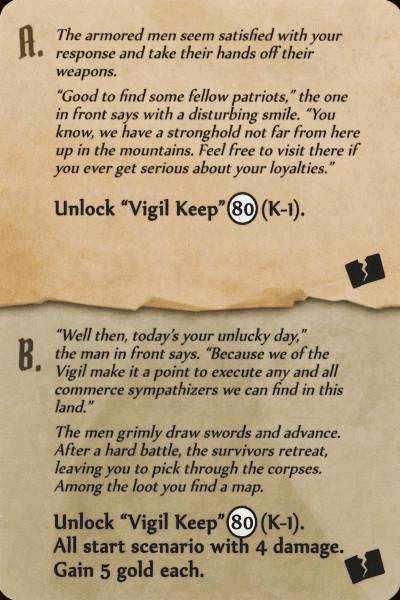 A.
The armored men seem satisfied with your
response and take their hands off their
weapons.
“Good to find some fellow patriots,” the one
in front says with a disturbing smile. “You
know, we have a stronghold not far from here
up in the mountains. Feel free to visit there if
you ever get serious about your loyalties.”
Unlock “Vigil Keep” 80 (K-1).
B.
“Well then, today’s your unlucky day,”
the man in front says. “Because we of the
Vigil make it a point to execute any and all
commerce sympathizers we can find in this
land.”
The men grimly draw swords and advance.
After a hard battle, the survivors retreat,
leaving you to pick through the corpses.
Among the loot you find a map.
Unlock “Vigil Keep” 80 (K-1).
All start scenario with 4 damage.
Gain 5 gold each.